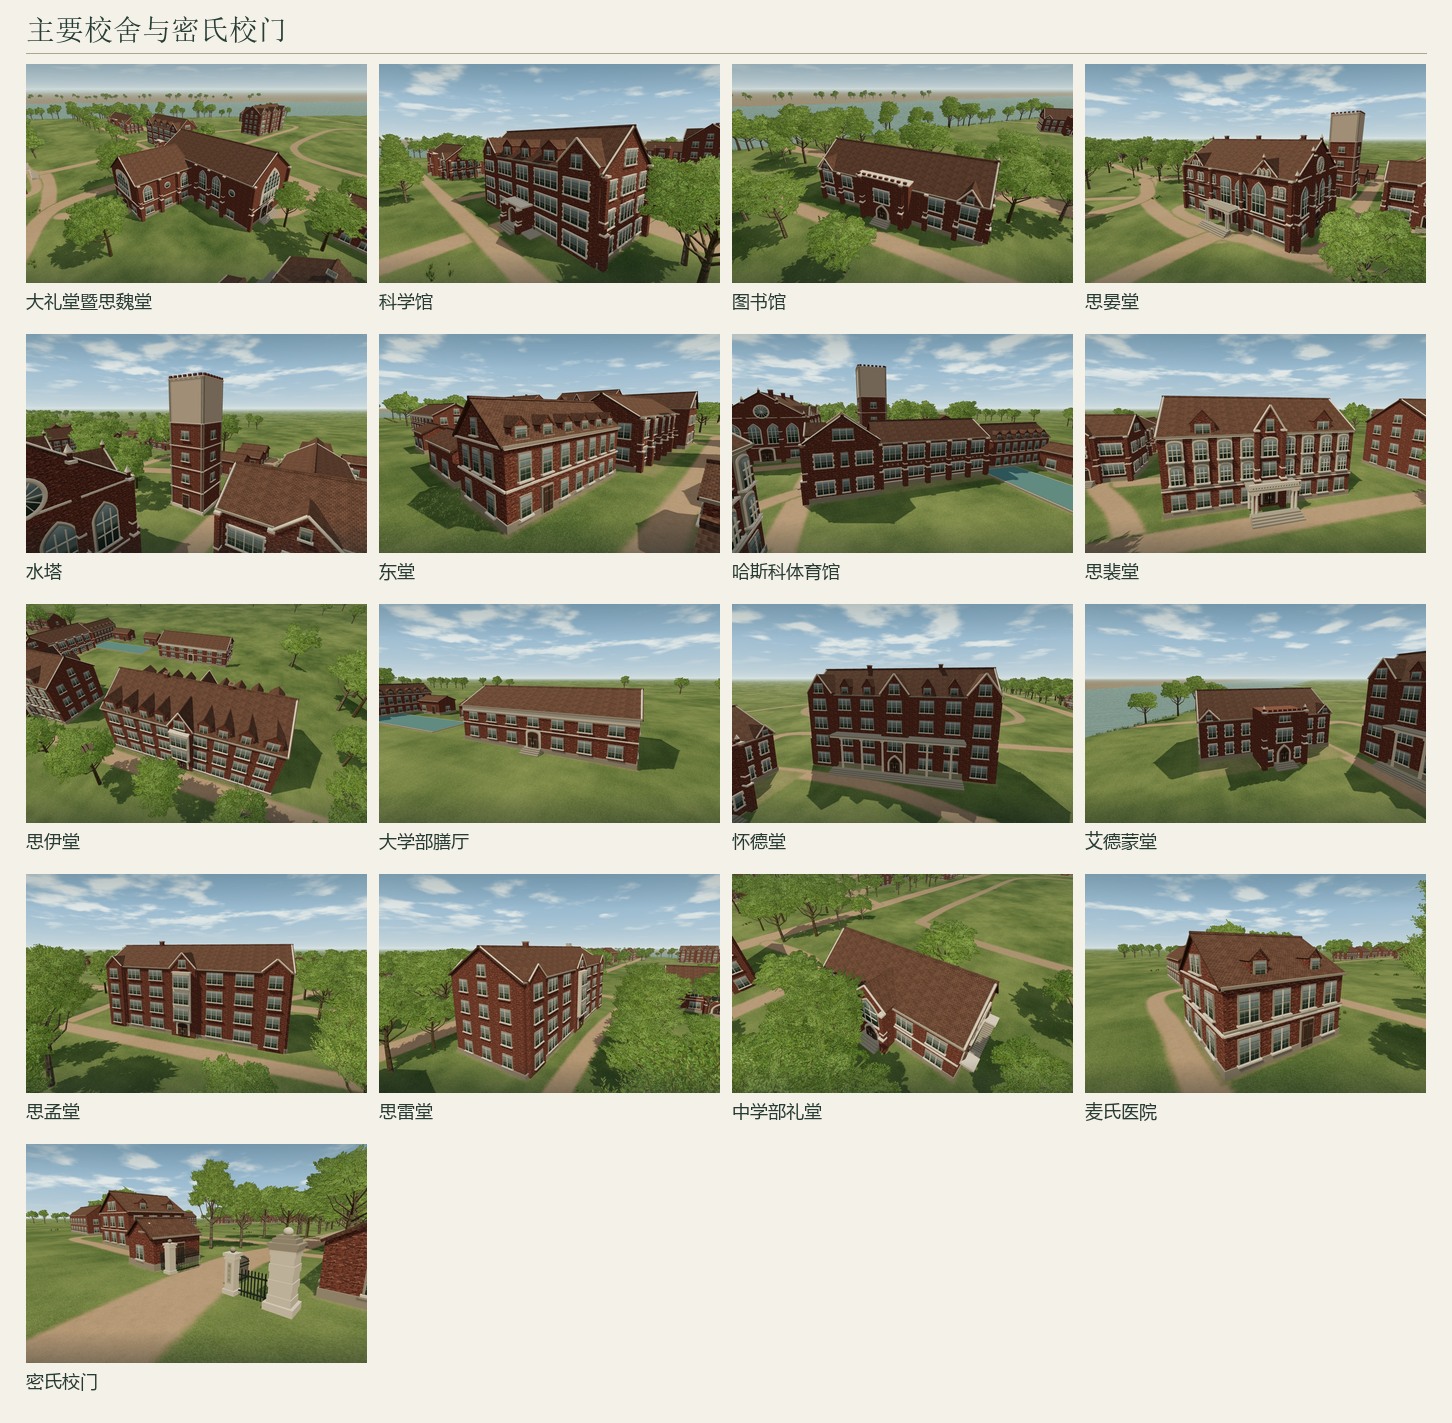 主要校舍与密氏校门
大礼堂暨思魏堂
科学馆
图书馆
思晏堂
水塔
东堂
哈斯科体育馆
思裴堂
思伊堂
大学部膳厅
怀德堂
艾德蒙堂
思孟堂
思雷堂
中学部礼堂
麦氏医院
密氏校门